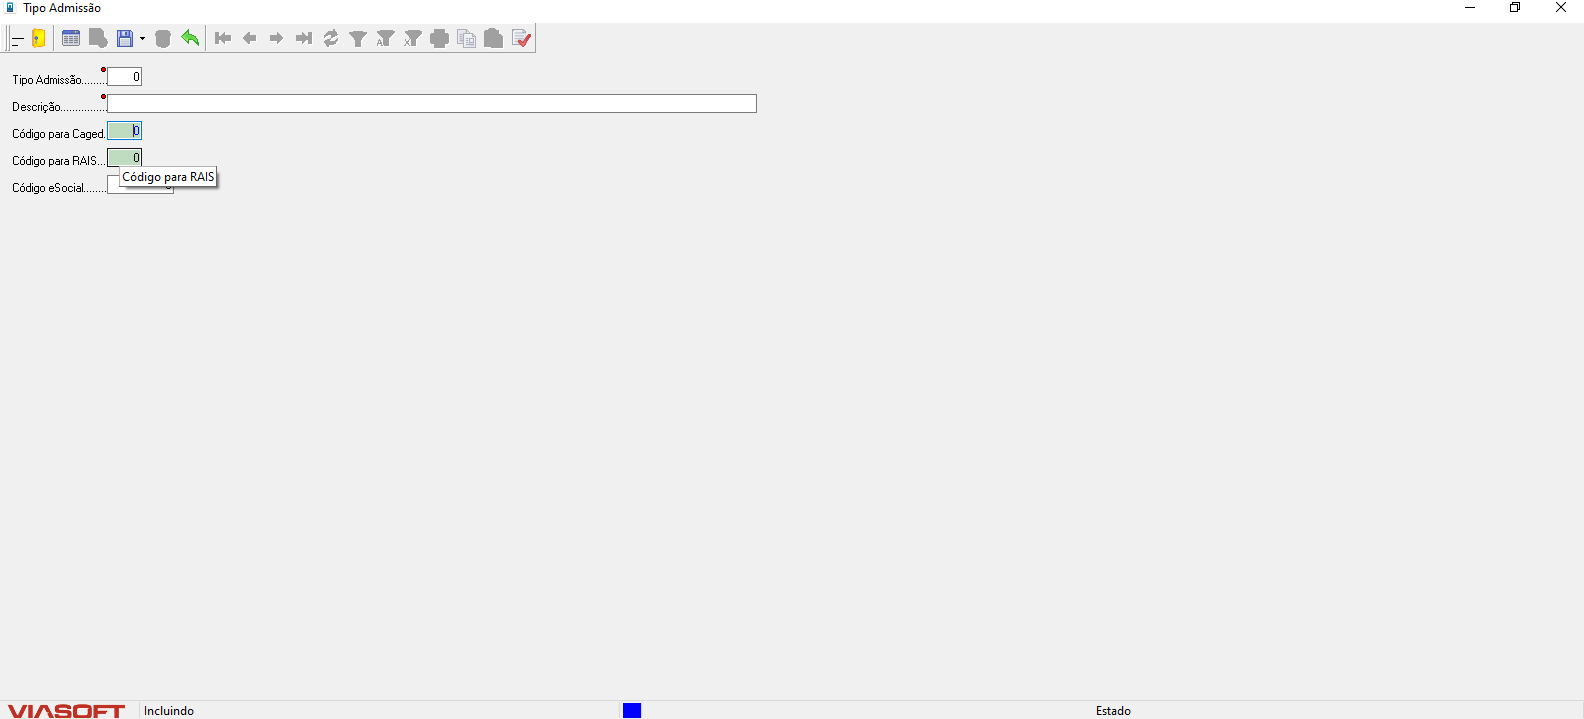 Tipo Admissão
Tipo Admissão......... 0
Descrição...............
Código para Caged. 0
Código para RAIS... 0
Código para RAIS
Código eSocial........
VIASOFT Incluindo Estado